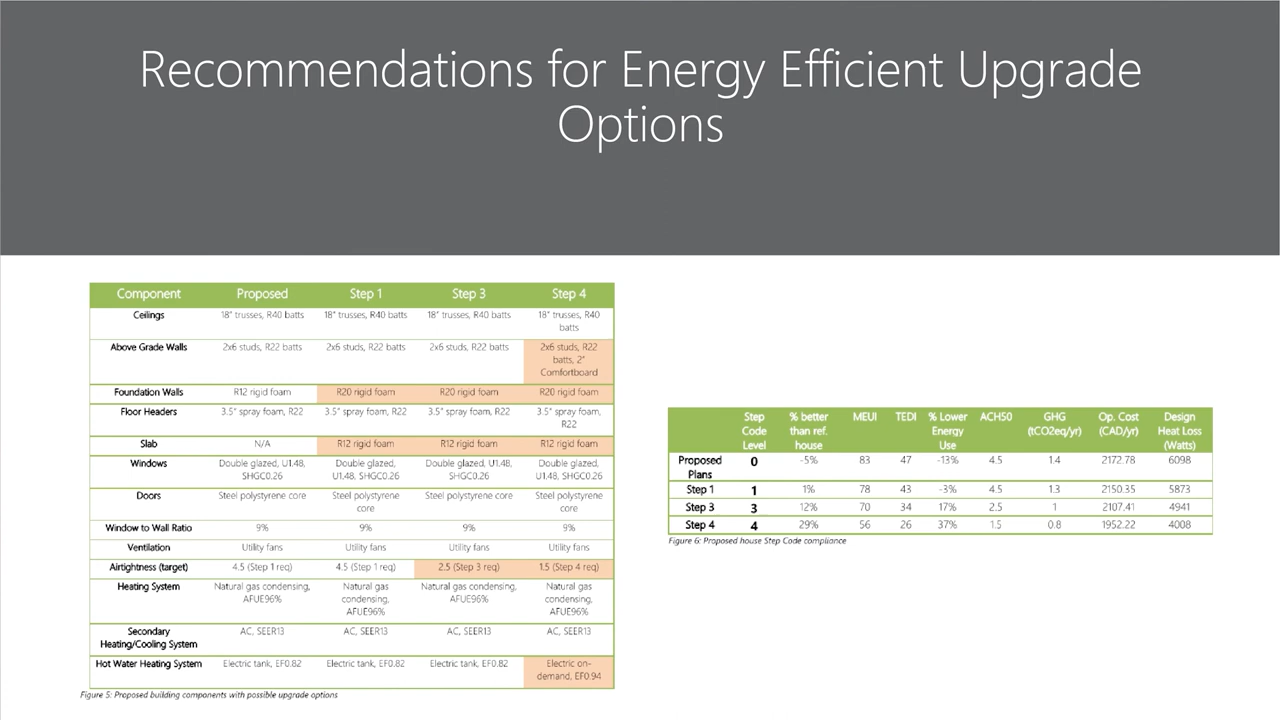 Recommendations for Energy Efficient Upgrade
Options
Component Proposed Step 1 Step 3 Step 4
Ceilings 18" trusses, R40 batts 18" trusses, R40 batts 18" trusses, R40 batts 18" trusses, R40
batts
Above Grade Walls 2x6 studs, R22 batts 2x6 studs, R22 batts 2x6 studs, R22 batts 2x6 studs, R22
batts, 2"
Comfortboard
Foundation Walls R12 rigid foam R20 rigid foam R20 rigid foam R20 rigid foam
Floor Headers 3.5" spray foam, R22 3.5" spray foam, R22 3.5" spray foam, R22 3.5" spray foam,
R22
Slab N/A R12 rigid foam R12 rigid foam R12 rigid foam
Windows Double glazed, U1.48, Double glazed, Double glazed, U1.48, Double glazed,
SHGC0.26 U1.48, SHGC0.26 SHGC0.26 U1.48, SHGC0.26
Doors Steel polystyrene core Steel polystyrene Steel polystyrene core Steel polystyrene
core core
Window to Wall Ratio 9% 9% 9% 9%
Ventilation Utility fans Utility fans Utility fans Utility fans
Airtightness (target) 4.5 (Step 1 req) 4.5 (Step 1 req) 2.5 (Step 3 req) 1.5 (Step 4 req)
Heating System Natural gas condensing, Natural gas Natural gas condensing, Natural gas
AFUE96% condensing, AFUE96% condensing,
AFUE96% AFUE96%
Secondary AC, SEER13 AC, SEER13 AC, SEER13 AC, SEER13
Heating/Cooling System
Hot Water Heating System Electric tank, EF0.82 Electric tank, EF0.82 Electric tank, EF0.82 Electric on-
demand, EF0.94
Figure 5: Proposed building components with possible upgrade options
Step % better MEUI TEDI % Lower ACH50 GHG Op. Cost Design
Code than ref. Energy (tCO2eq/yr) (CAD/yr) Heat Loss
Level house Use (Watts)
Proposed 0 -5% 83 47 -13% 4.5 1.4 2172.78 6098
Plans
Step 1 1 1% 78 43 -3% 4.5 1.3 2150.35 5873
Step 3 3 12% 70 34 17% 2.5 1 2107.41 4941
Step 4 4 29% 56 26 37% 1.5 0.8 1952.22 4008
Figure 6: Proposed house Step Code compliance